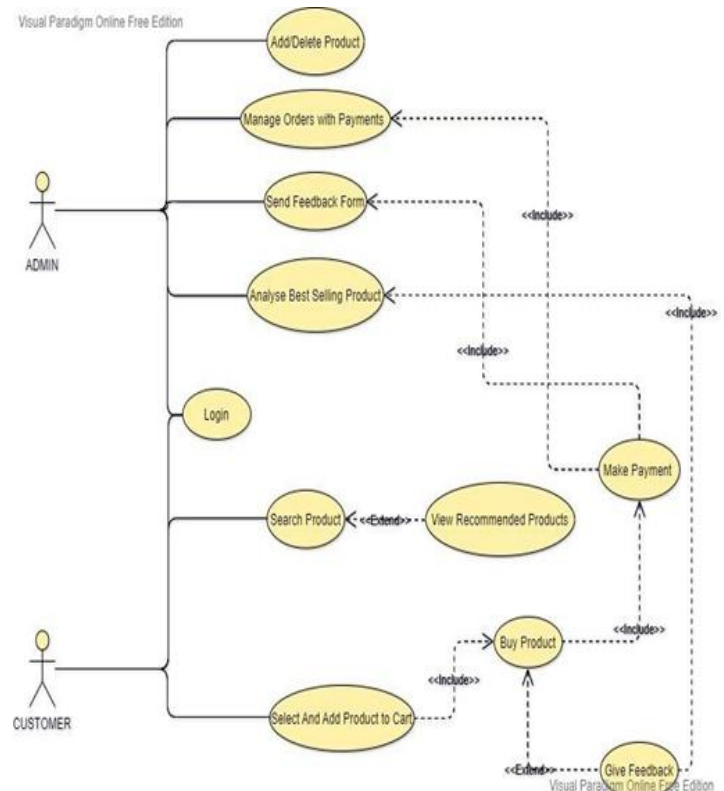 Visual Paradigm Online Free Edition
Add/Delete Product
Manage Orders with Payments
Send Feedback Form
<<Include>>
ADMIN
Analyse Best Selling Product
<<Include>>
<<Include>>
Login
Make Payment
Search Product
<<Extend>>
View Recommended Products
Buy Product
<<Include>>
<<Include>>
CUSTOMER
Select And Add Product to Cart
<<Extend>>
Give Feedback
Visual Paradigm Online Free Edition